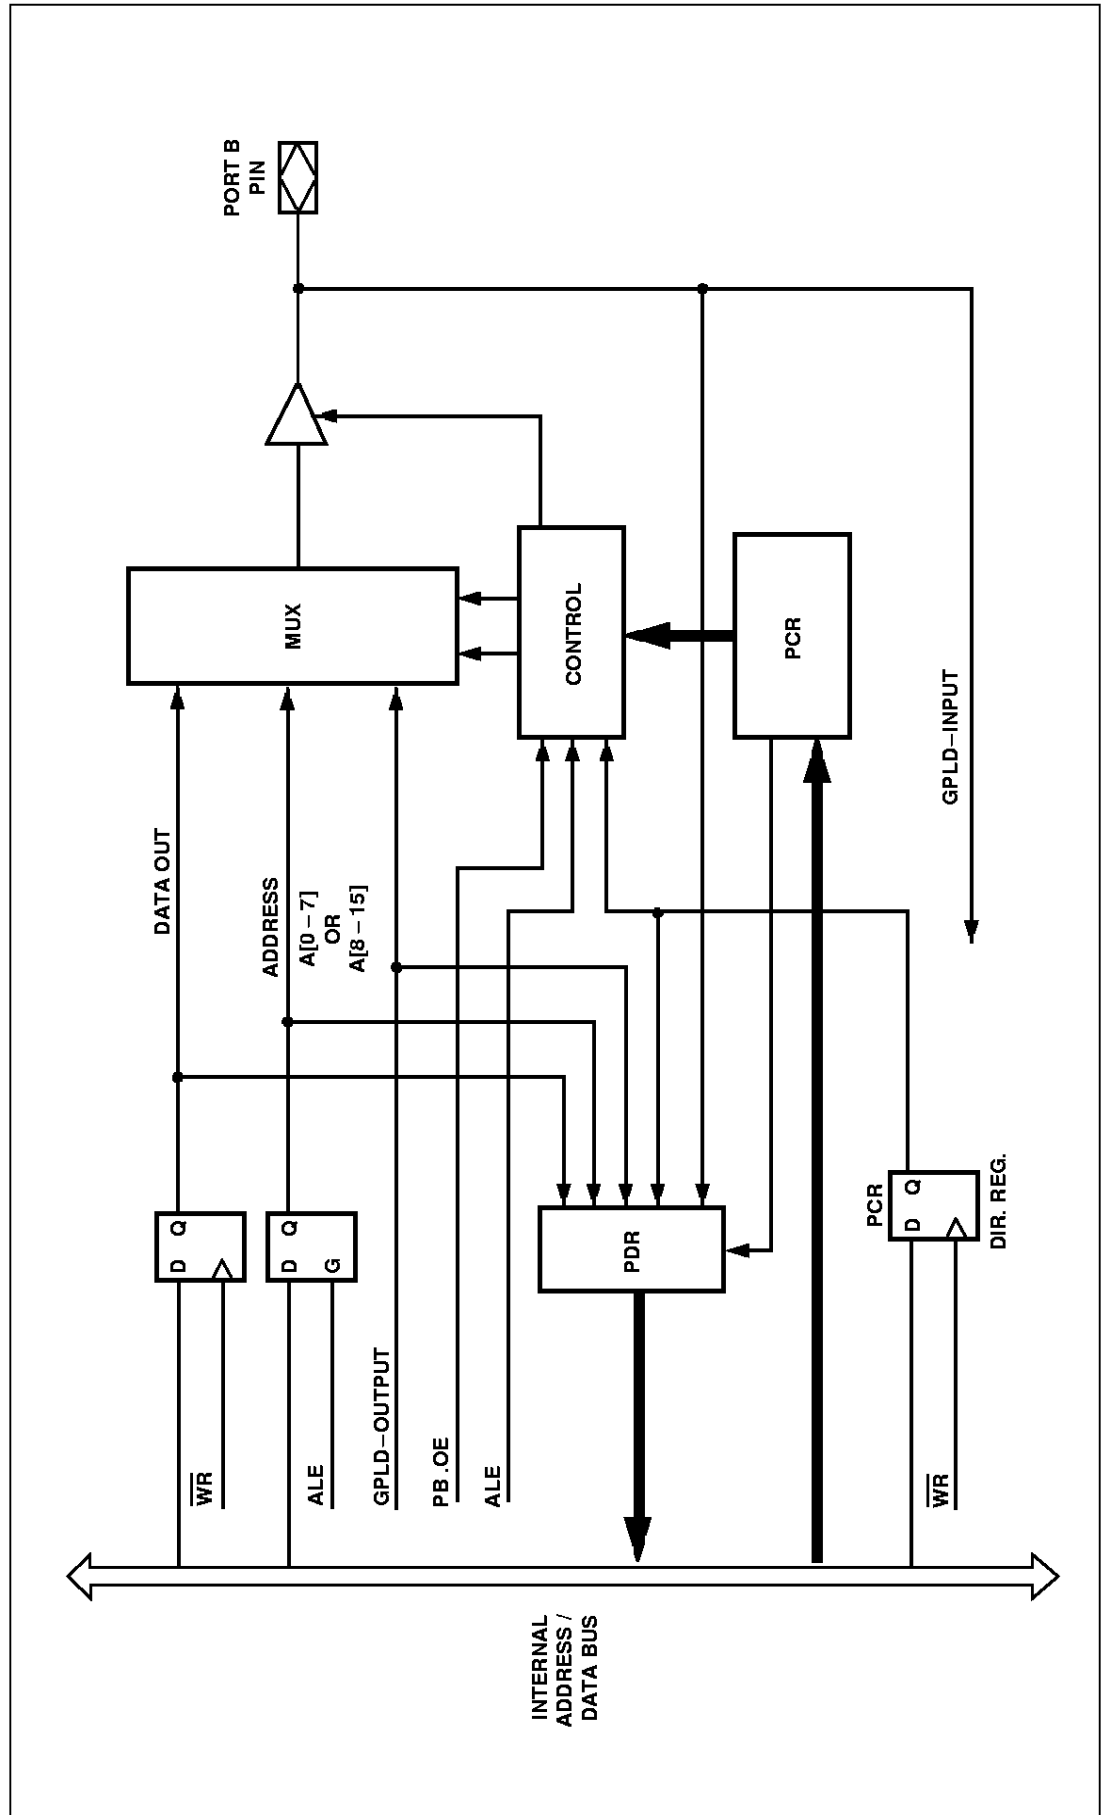 INTERNAL
ADDRESS /
DATA BUS
WR
D Q
DATA OUT
ALE
D Q
G
ADDRESS
A[0 – 7]
OR
A[8 – 15]
GPLD–OUTPUT
PB .OE
ALE
PDR
WR
PCR
D Q
DIR. REG.
MUX
CONTROL
PCR
GPLD–INPUT
PORT B
PIN